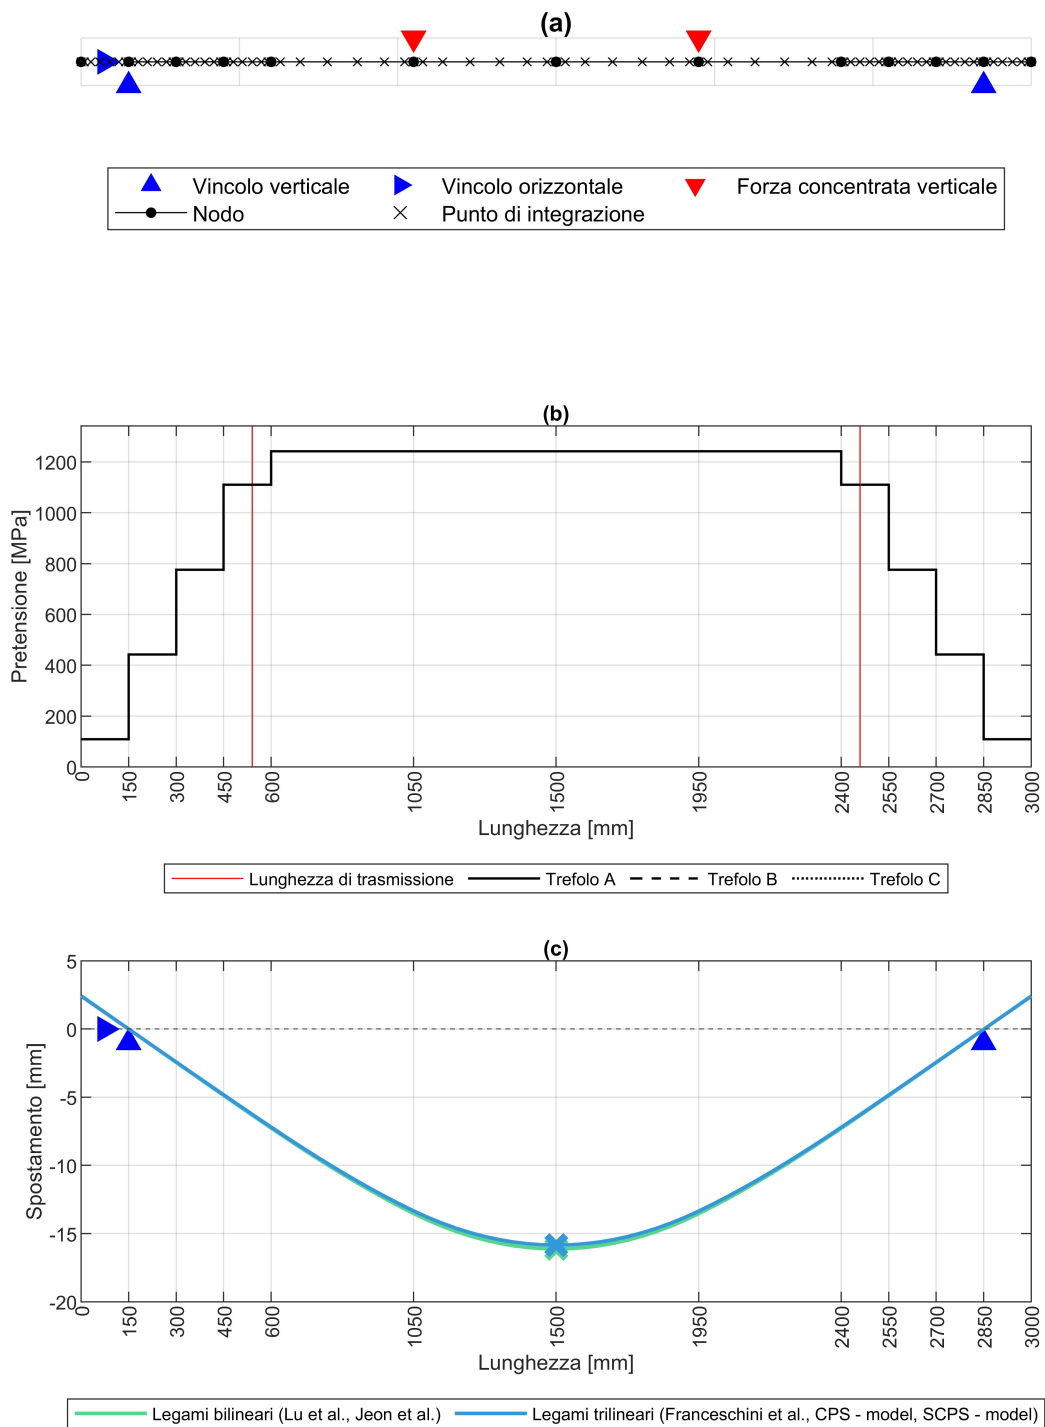 (a)
Vincolo verticale
Vincolo orizzontale
Forza concentrata verticale
Nodo
Punto di integrazione
(b)
Pretensione [MPa]
1200
1000
800
600
400
200
0
0 150 300 450 600 1050 1500 1950 2400 2550 2700 2850 3000
Lunghezza [mm]
Lunghezza di trasmissione
Trefolo A
Trefolo B
Trefolo C
(c)
Spostamento [mm]
5
0
-5
-10
-15
-20
0 150 300 450 600 1050 1500 1950 2400 2550 2700 2850 3000
Lunghezza [mm]
Legami bilineari (Lu et al., Jeon et al.)
Legami trilineari (Franceschini et al., CPS - model, SCPS - model)